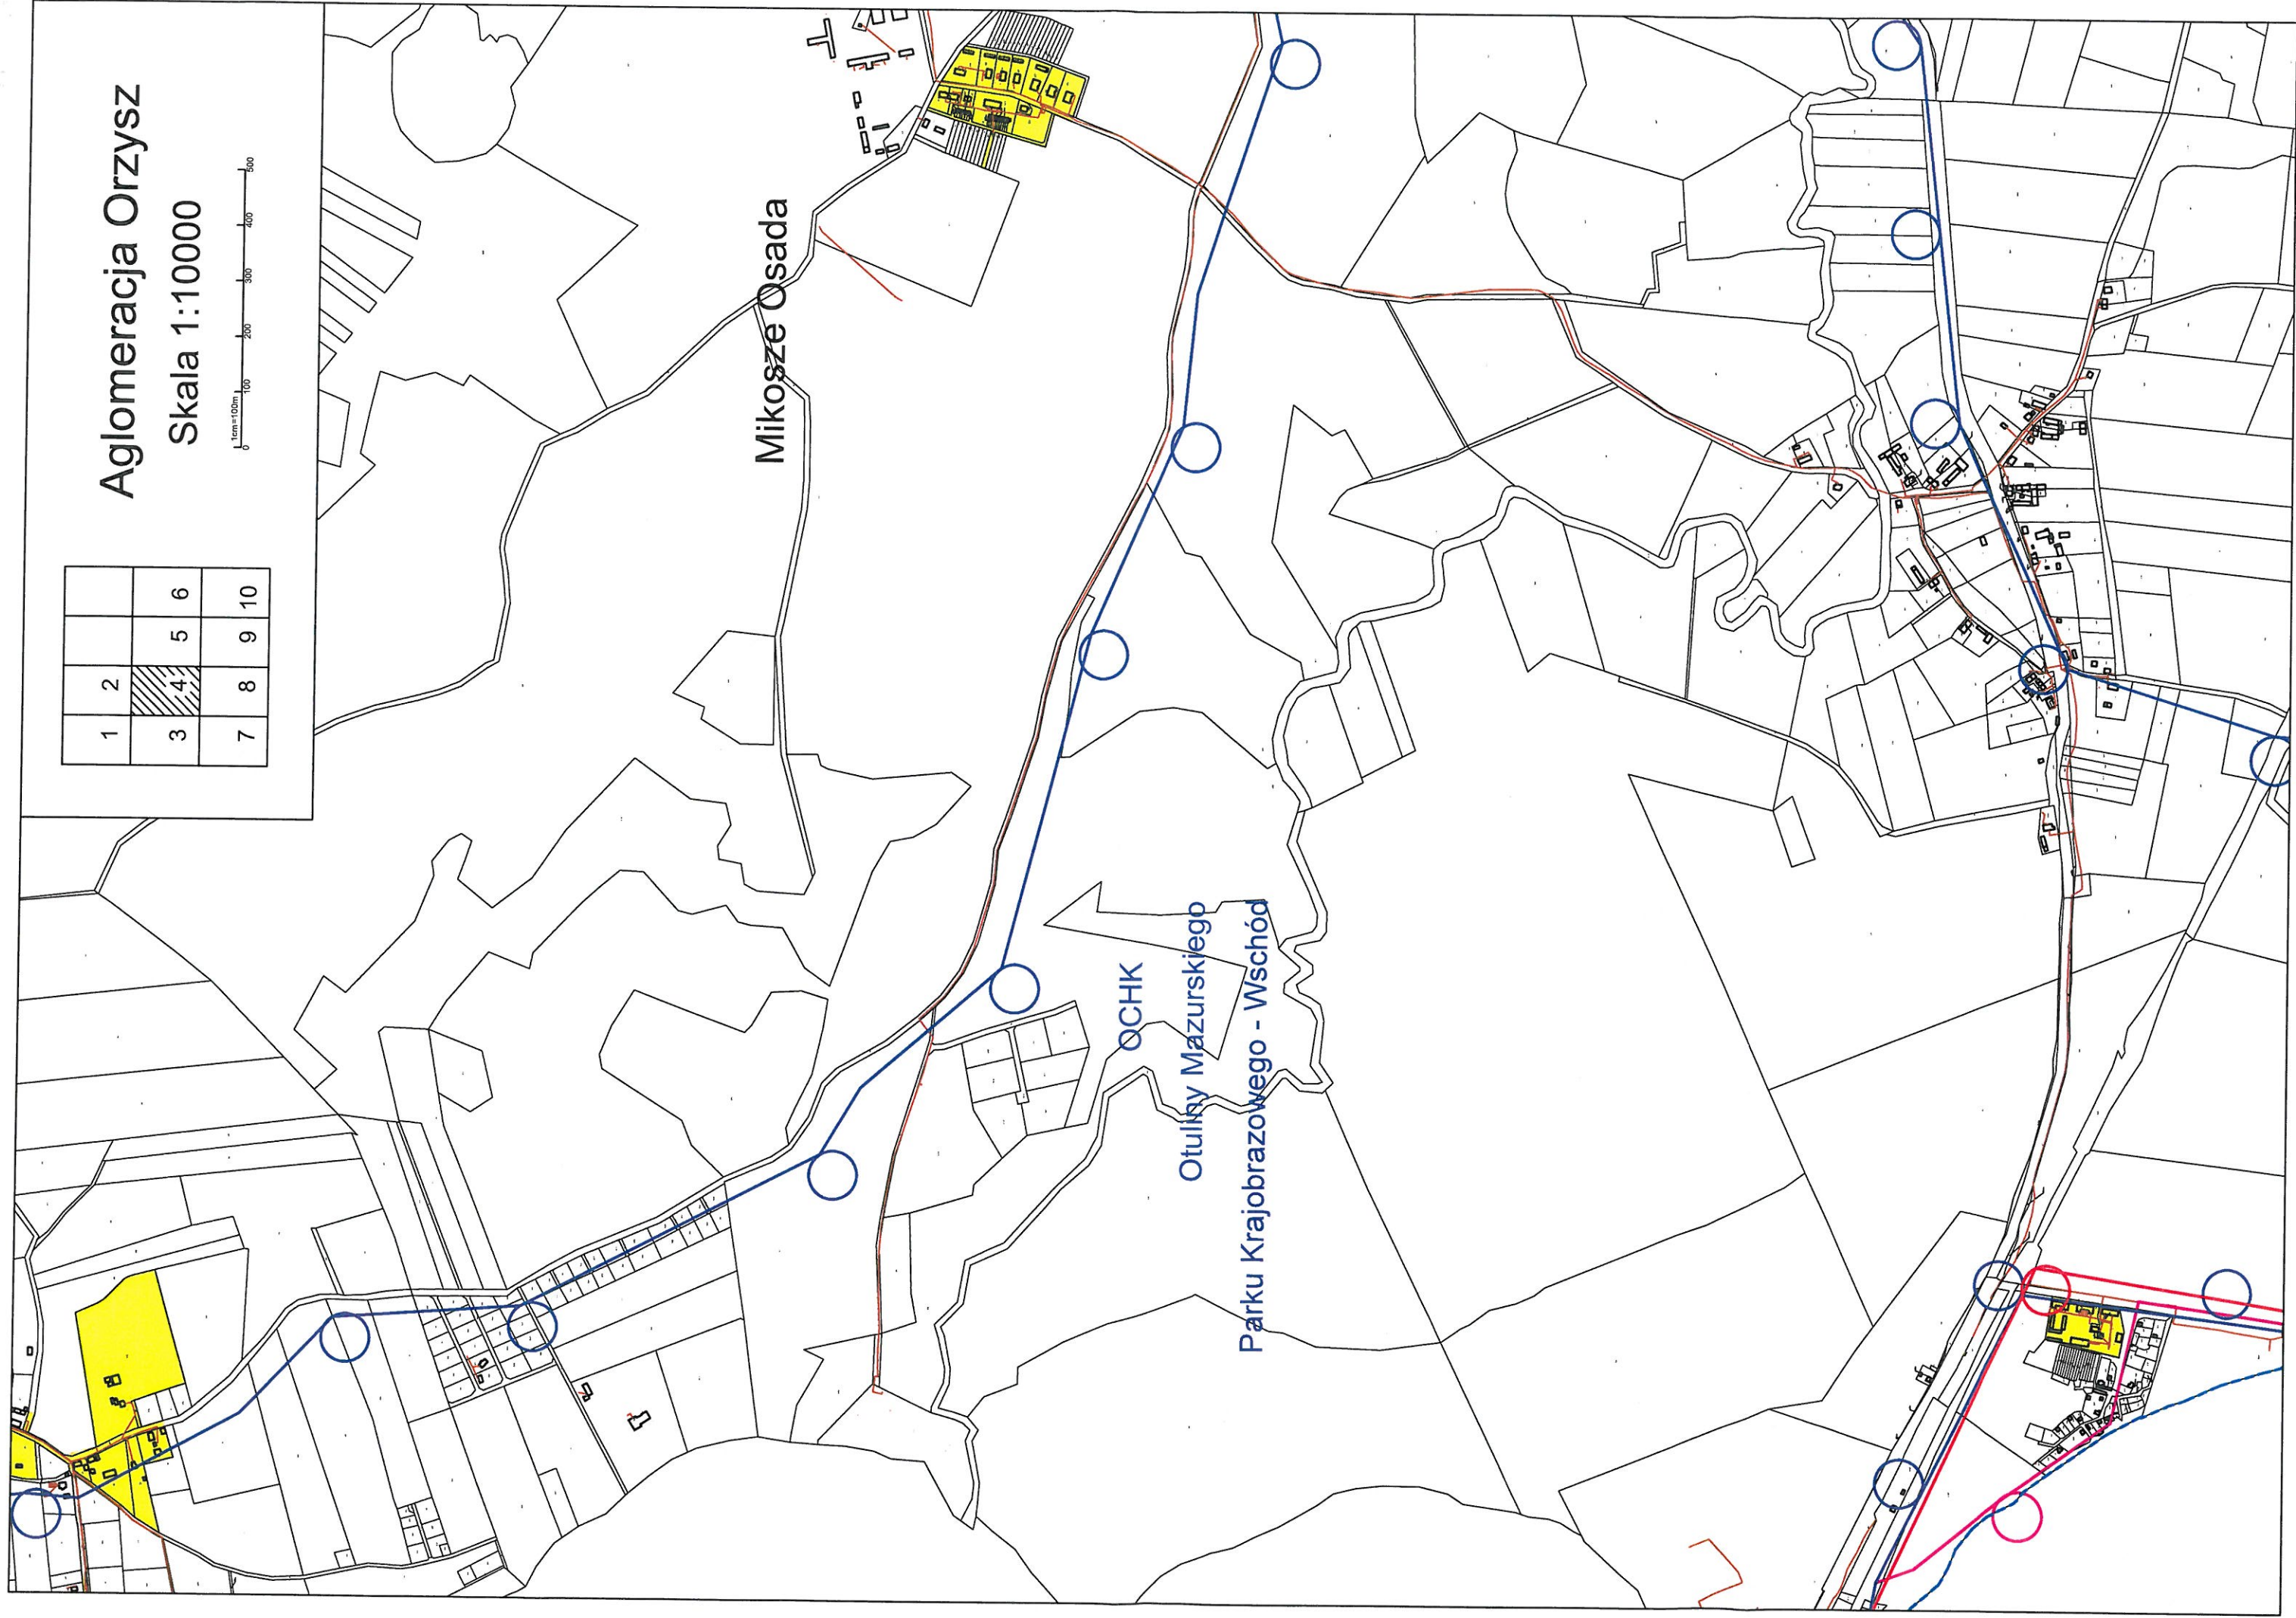 Aglomeracja Orzysz
Skala 1:10000
1cm=100m
0 100 200 300 400 500
1 2
3 4 5 6
7 8 9 10
Mikosze Osada
OCHK
Otuliny Mazurskiego
Parku Krajobrazowego - Wschód